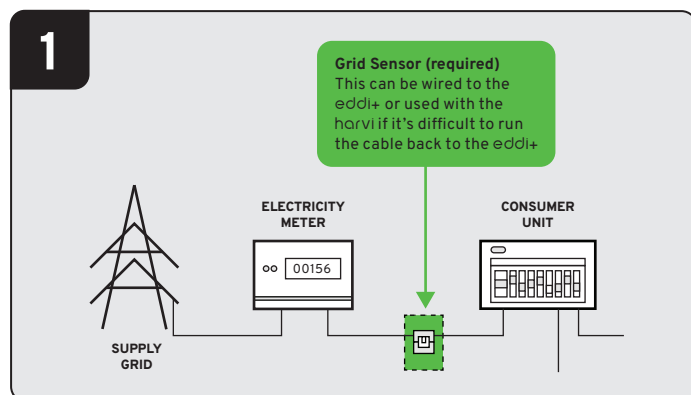 1
Grid Sensor (required)
This can be wired to the
eddi+ or used with the
harvi if it's difficult to run
the cable back to the eddi+
ELECTRICITY
METER
CONSUMER
UNIT
00156
SUPPLY
GRID